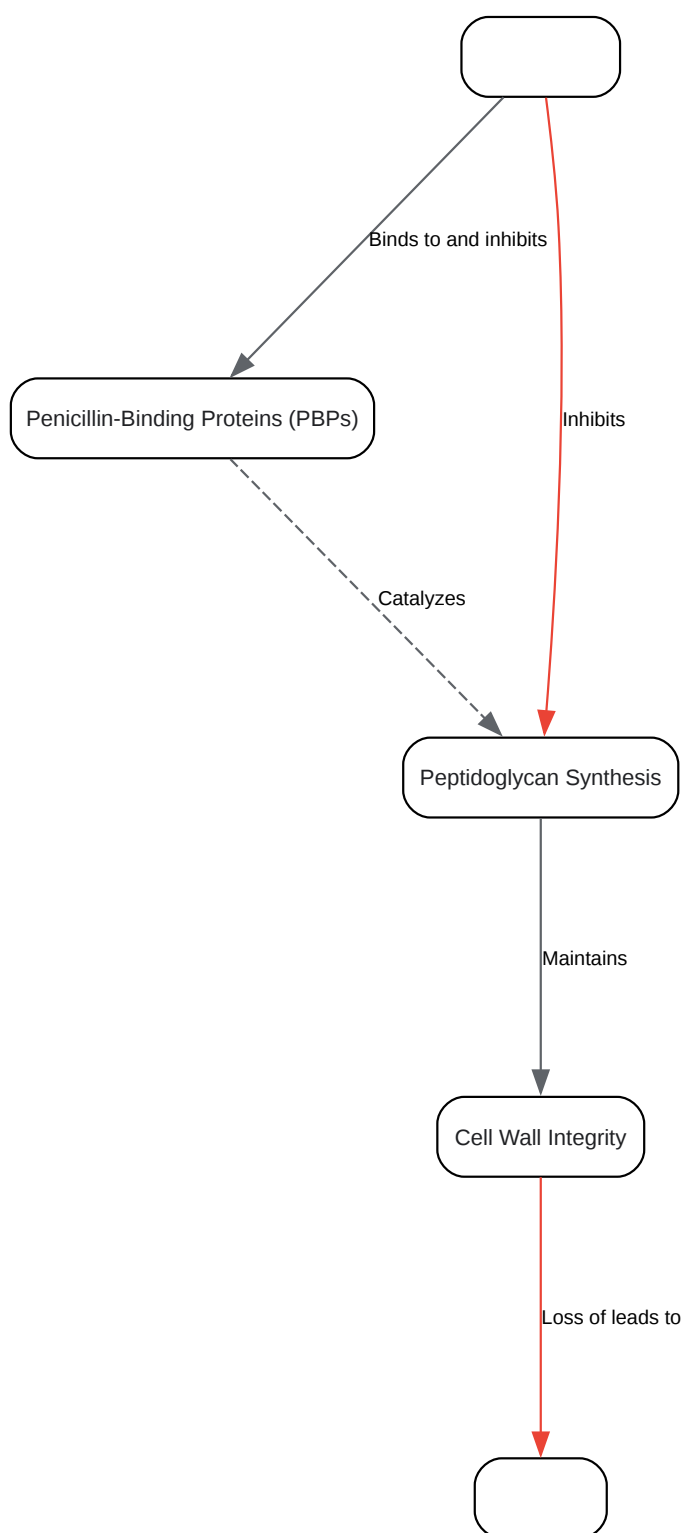 Binds to and inhibits
Penicillin-Binding Proteins (PBPs)
Inhibits
Catalyzes
Peptidoglycan Synthesis
Maintains
Cell Wall Integrity
Loss of leads to